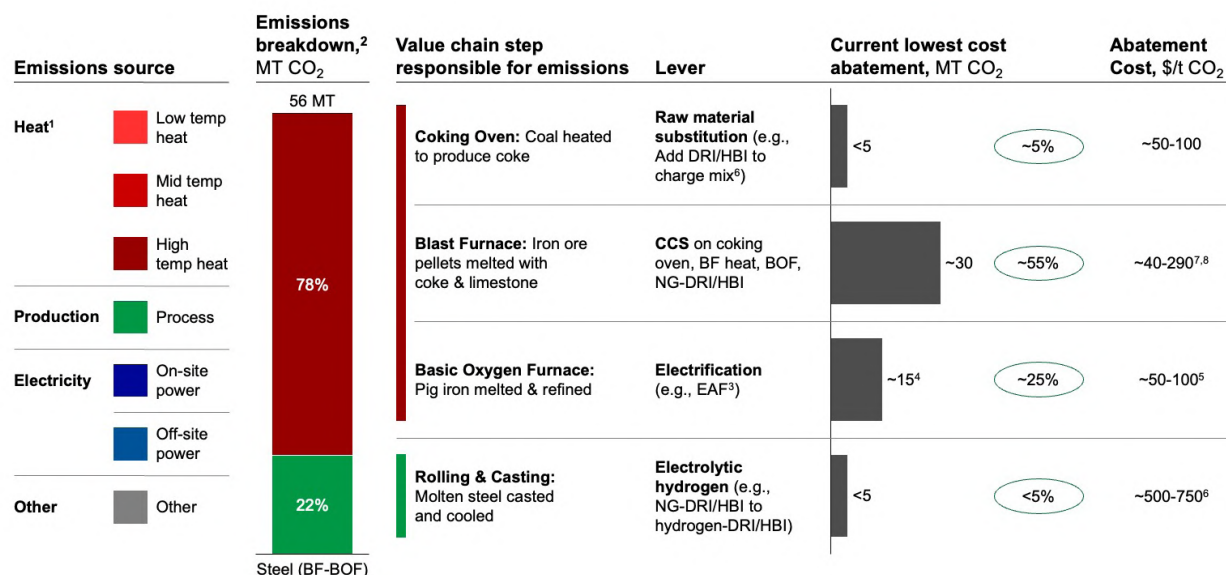 Emissions source
Emissions
breakdown,²
MT CO₂
Value chain step
responsible for emissions
Lever
Current lowest cost
abatement, MT CO₂
Abatement
Cost, $/t CO₂
Heat¹
Low temp
heat
Mid temp
heat
High
temp heat
Production
Process
Electricity
On-site
power
Off-site
power
Other
Other
56 MT
78%
22%
Steel (BF-BOF)
Coking Oven: Coal heated
to produce coke
Raw material
substitution (e.g.,
Add DRI/HBI to
charge mix⁶)
<5
~5%
~50-100
Blast Furnace: Iron ore
pellets melted with
coke & limestone
CCS on coking
oven, BF heat, BOF,
NG-DRI/HBI
~30
~55%
~40-290⁷,⁸
Basic Oxygen Furnace:
Pig iron melted & refined
Electrification
(e.g., EAF³)
~15⁴
~25%
~50-100⁵
Rolling & Casting:
Molten steel casted
and cooled
Electrolytic
hydrogen (e.g.,
NG-DRI/HBI to
hydrogen-DRI/HBI)
<5
<5%
~500-750⁶